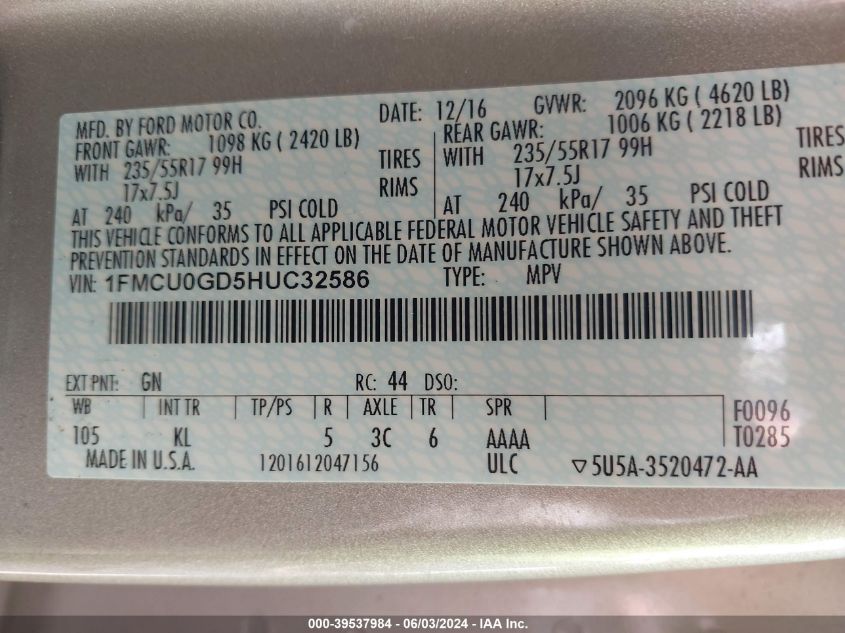 MFD. BY FORD MOTOR CO. DATE: 12/16 GVWR: 2096 KG ( 4620 LB)
FRONT GAWR: 1098 KG ( 2420 LB) REAR GAWR: 1006 KG ( 2218 LB)
WITH 235/55R17 99H TIRES WITH 235/55R17 99H TIRES
17x7.5J RIMS 17x7.5J RIMS
AT 240 kPa/ 35 PSI COLD AT 240 kPa/ 35 PSI COLD
THIS VEHICLE CONFORMS TO ALL APPLICABLE FEDERAL MOTOR VEHICLE SAFETY AND THEFT
PREVENTION STANDARDS IN EFFECT ON THE DATE OF MANUFACTURE SHOWN ABOVE.
VIN: 1FMCU0GD5HUC32586 TYPE: MPV
EXT PNT: GN RC: 44 DSO:
WB INT TR TP/PS R AXLE TR SPR F0096
105 KL 5 3C 6 AAAA T0285
MADE IN U.S.A. 1201612047156 ULC ▽5U5A-3520472-AA
000-39537984 - 06/03/2024 - IAA Inc.